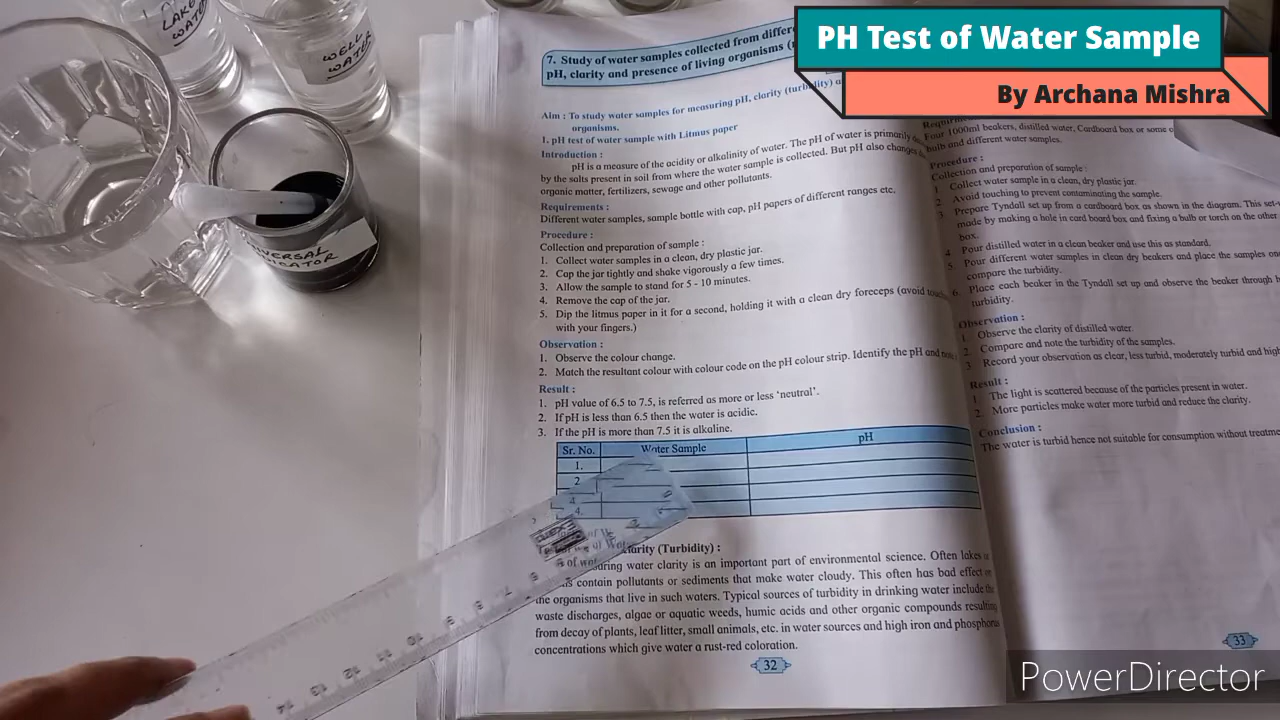 PH Test of Water Sample
By Archana Mishra
LAKE
WATER
WELL
WATER
UNIVERSAL
INDICATOR
7. Study of water samples collected from
pH, clarity and presence of living organisms
Aim : To study water samples for measuring pH, clarity (turbidity)
organisms.
1. pH test of water sample with Litmus paper
Introduction :
pH is a measure of the acidity or alkalinity of water. The pH of water is primarily
by the salts present in soil from where the water sample is collected. But pH also changes
organic matter, fertilizers, sewage and other pollutants.
Requirements :
Different water samples, sample bottle with cap, pH papers of different ranges etc.
Procedure :
Collection and preparation of sample :
1. Collect water samples in a clean, dry plastic jar.
2. Cap the jar tightly and shake vigorously a few times.
3. Allow the sample to stand for 5 - 10 minutes.
4. Remove the cap of the jar.
5. Dip the litmus paper in it for a second, holding it with a clean dry foreceps (avoid
with your fingers.)
Observation :
1. Observe the colour change.
2. Match the resultant colour with colour code on the pH colour strip. Identify the pH and
Result :
1. pH value of 6.5 to 7.5, is referred as more or less 'neutral'.
2. If pH is less than 6.5 then the water is acidic.
3. If the pH is more than 7.5 it is alkaline.
Sr. No. Water Sample pH
1.
2
4.
(Turbidity) :
water clarity is an important part of environmental science. Often lakes
contain pollutants or sediments that make water cloudy. This often has bad effect
the organisms that live in such waters. Typical sources of turbidity in drinking water include
waste discharges, algae or aquatic weeds, humic acids and other organic compounds
from decay of plants, leaf litter, small animals, etc. in water sources and high iron and
concentrations which give water a rust-red coloration.
32
Four 1000ml beakers, distilled water, Cardboard box or some
bulb and different water samples.
Procedure :
Collection and preparation of sample :
1. Collect water sample in a clean, dry plastic jar.
2. Avoid touching to prevent contaminating the sample.
3. Prepare Tyndall set up from a cardboard box as shown in the diagram. This
made by making a hole in card board box and fixing a bulb or torch on the other
box.
4. Pour distilled water in a clean beaker and use this as standard.
5. Pour different water samples in clean dry beakers and place the samples
compare the turbidity.
6. Place each beaker in the Tyndall set up and observe the beaker through
turbidity.
Observation :
1. Observe the clarity of distilled water.
2. Compare and note the turbidity of the samples.
3. Record your observation as clear, less turbid, moderately turbid and
Result :
1. The light is scattered because of the particles present in water.
2. More particles make water more turbid and reduce the clarity.
Conclusion :
The water is turbid hence not suitable for consumption without
33
PowerDirector